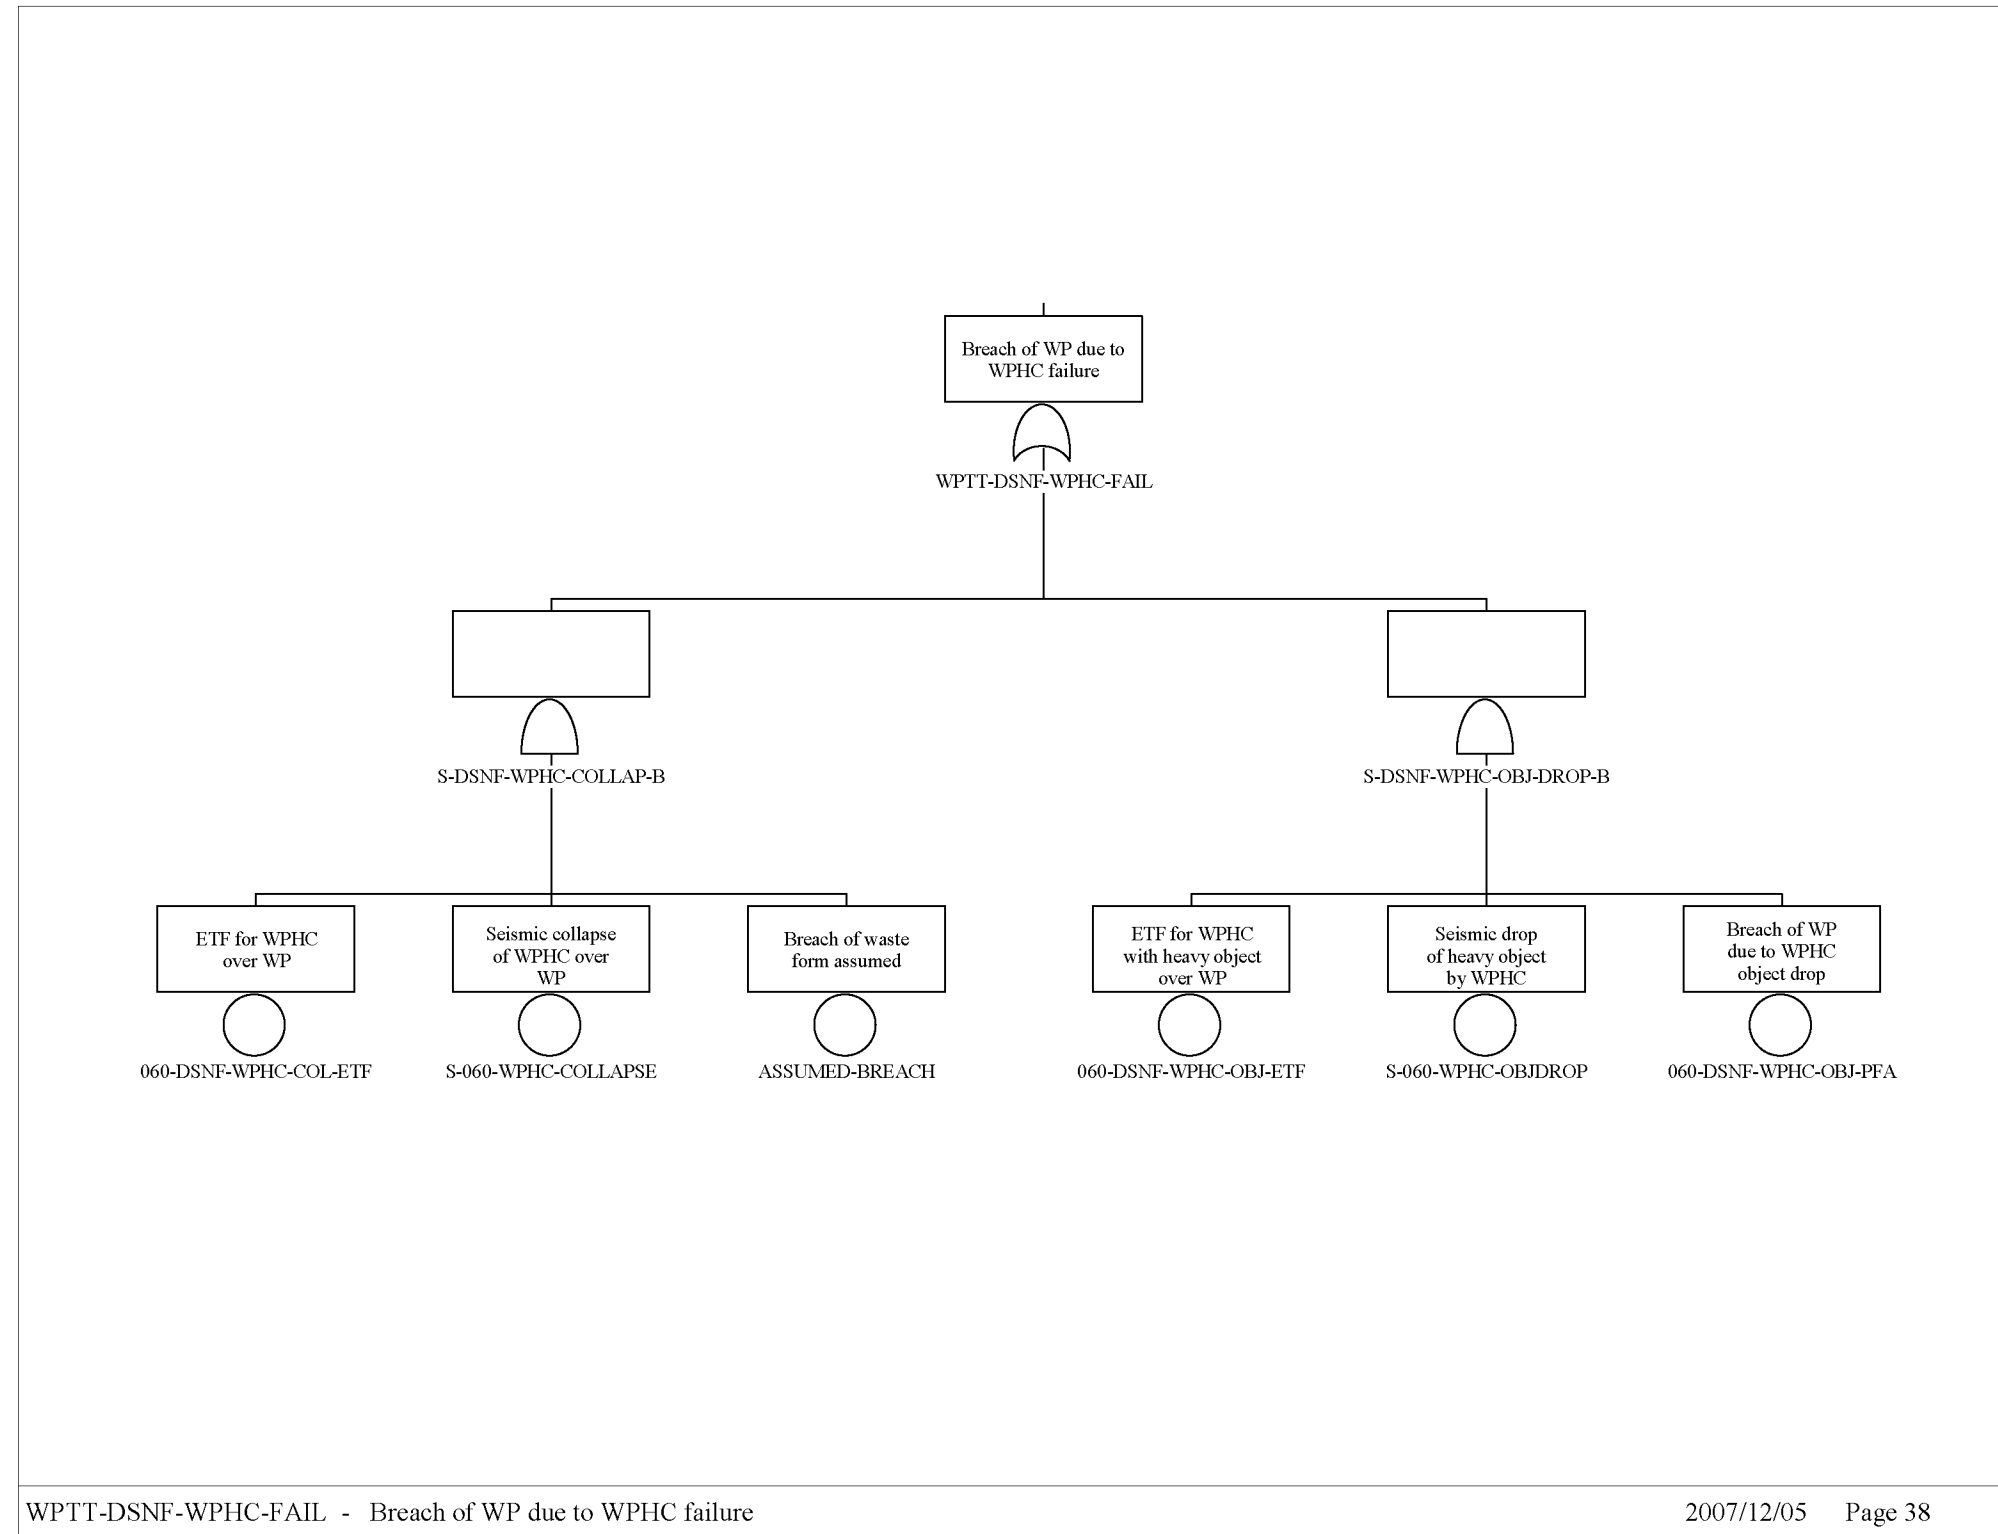 Breach of WP due to
WPHC failure
WPTT-DSNF-WPHC-FAIL
S-DSNF-WPHC-COLLAP-B
S-DSNF-WPHC-OBJ-DROP-B
ETF for WPHC
over WP
060-DSNF-WPHC-COL-ETF
Seismic collapse
of WPHC over
WP
S-060-WPHC-COLLAPSE
Breach of waste
form assumed
ASSUMED-BREACH
ETF for WPHC
with heavy object
over WP
060-DSNF-WPHC-OBJ-ETF
Seismic drop
of heavy object
by WPHC
S-060-WPHC-OBJDROP
Breach of WP
due to WPHC
object drop
060-DSNF-WPHC-OBJ-PFA
WPTT-DSNF-WPHC-FAIL - Breach of WP due to WPHC failure
2007/12/05 Page 38